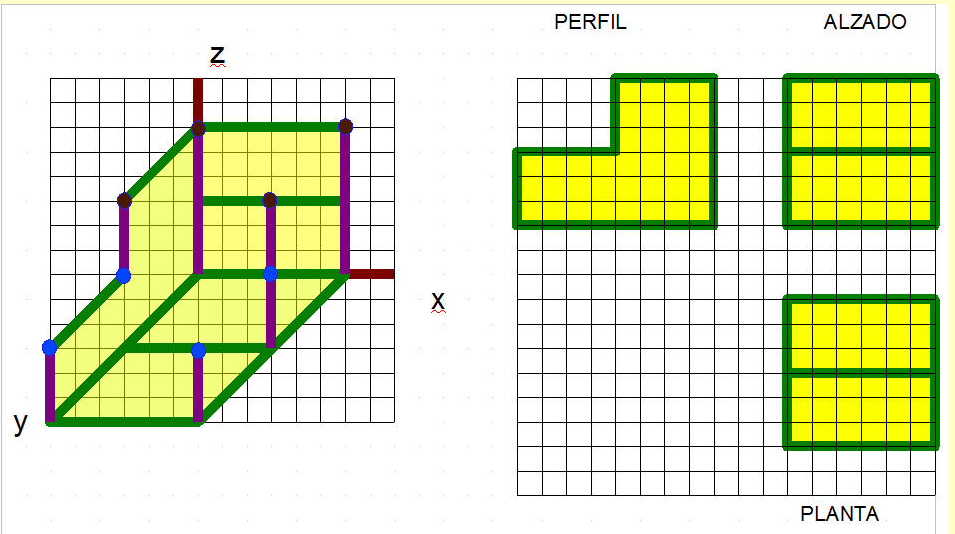 PERFIL
ALZADO
z
x
y
PLANTA